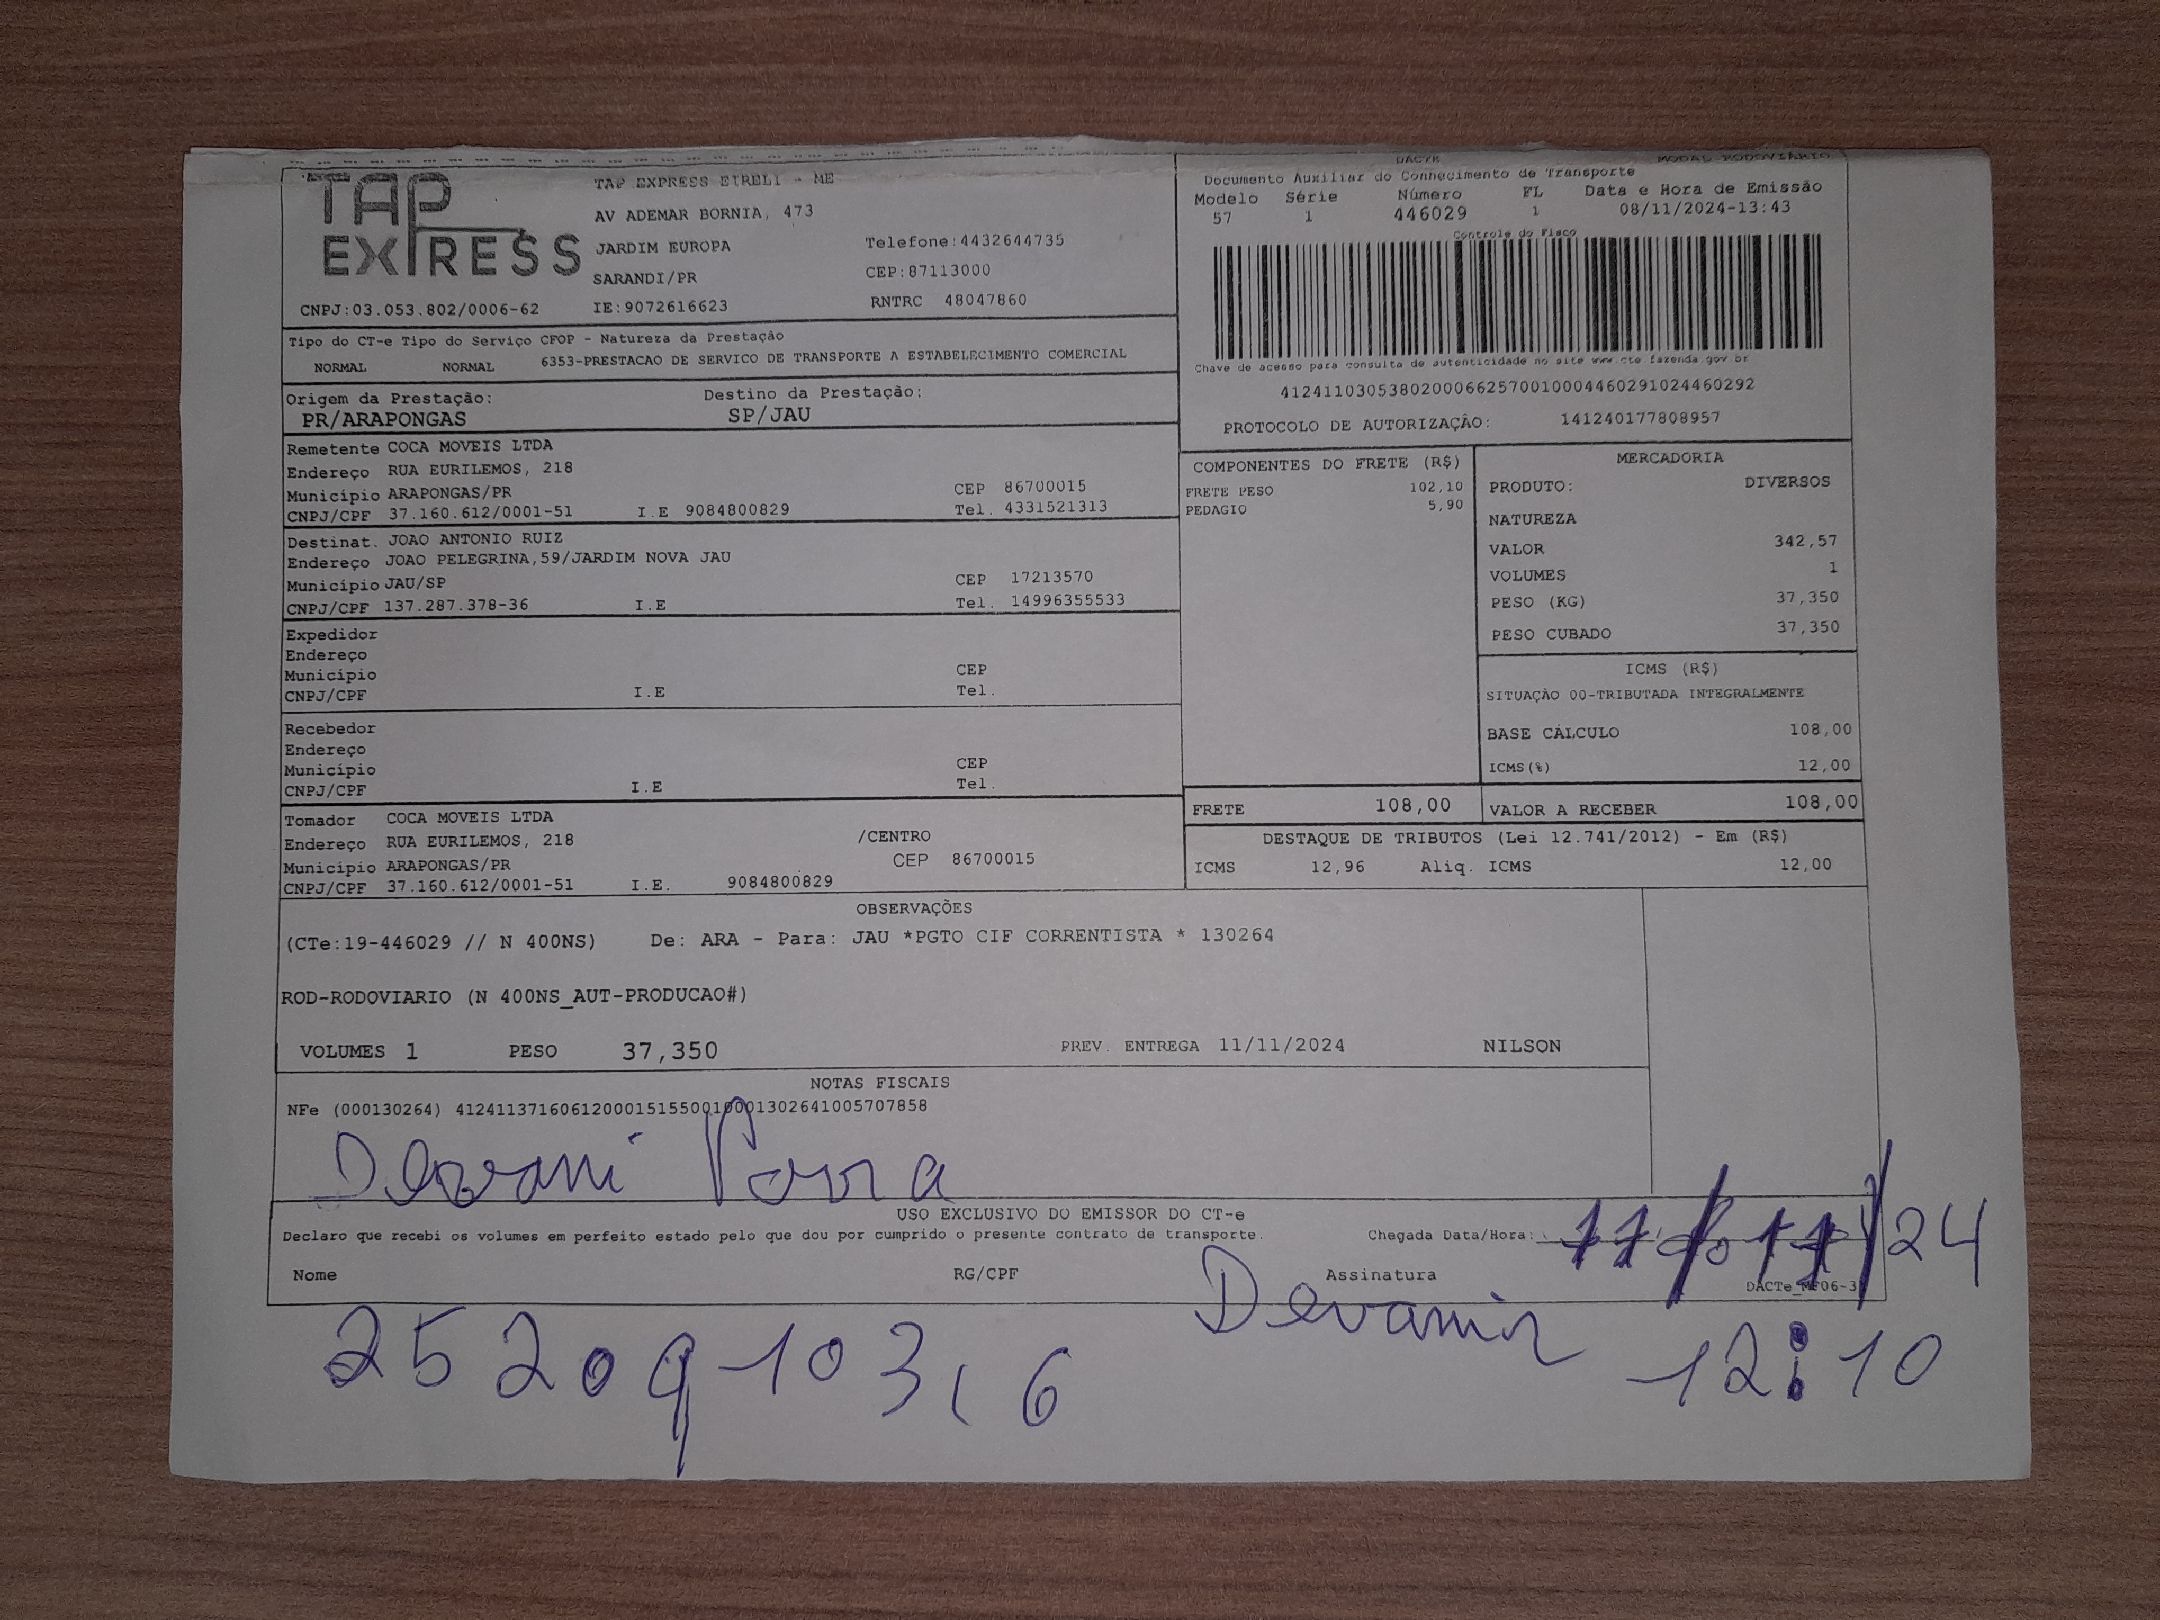 TAP EXPRESS
TAP EXPRESS EIRELI - ME
AV ADEMAR BORNIA, 473
JARDIM EUROPA Telefone:4432644735
SARANDI/PR CEP:87113000
CNPJ:03.053.802/0006-62 IE:9072616623 RNTRC 48047860
DACTE MODAL RODOVIÁRIO
Documento Auxiliar do Conhecimento de Transporte
Modelo Série Número FL Data e Hora de Emissão
57 1 446029 1 08/11/2024-13:43
Controle do Fisco
Chave de acesso para consulta de autenticidade no site www.cte.fazenda.gov.br
41241103053802000662570010004460291024460292
PROTOCOLO DE AUTORIZAÇÃO: 141240177808957
Tipo do CT-e Tipo do Serviço CFOP - Natureza da Prestação
NORMAL NORMAL 6353-PRESTACAO DE SERVICO DE TRANSPORTE A ESTABELECIMENTO COMERCIAL
Origem da Prestação: Destino da Prestação:
PR/ARAPONGAS SP/JAU
Remetente COCA MOVEIS LTDA
Endereço RUA EURILEMOS, 218
Município ARAPONGAS/PR CEP 86700015
CNPJ/CPF 37.160.612/0001-51 I.E 9084800829 Tel. 4331521313
Destinat. JOAO ANTONIO RUIZ
Endereço JOAO PELEGRINA,59/JARDIM NOVA JAU
Município JAU/SP CEP 17213570
CNPJ/CPF 137.287.378-36 I.E Tel. 14996355533
Expedidor
Endereço
Município CEP
CNPJ/CPF I.E Tel.
Recebedor
Endereço
Município CEP
CNPJ/CPF I.E Tel.
Tomador COCA MOVEIS LTDA
Endereço RUA EURILEMOS, 218 /CENTRO
Município ARAPONGAS/PR CEP 86700015
CNPJ/CPF 37.160.612/0001-51 I.E. 9084800829
COMPONENTES DO FRETE (R$)
FRETE PESO 102,10
PEDAGIO 5,90
MERCADORIA
PRODUTO: DIVERSOS
NATUREZA
VALOR 342,57
VOLUMES 1
PESO (KG) 37,350
PESO CUBADO 37,350
ICMS (R$)
SITUAÇÃO 00-TRIBUTADA INTEGRALMENTE
BASE CÁLCULO 108,00
ICMS(%) 12,00
FRETE 108,00 VALOR A RECEBER 108,00
DESTAQUE DE TRIBUTOS (Lei 12.741/2012) - Em (R$)
ICMS 12,96 Aliq. ICMS 12,00
OBSERVAÇÕES
(CTe:19-446029 // N 400NS) De: ARA - Para: JAU *PGTO CIF CORRENTISTA * 130264
ROD-RODOVIARIO (N 400NS_AUT-PRODUCAO#)
VOLUMES 1 PESO 37,350 PREV. ENTREGA 11/11/2024 NILSON
NOTAS FISCAIS
NFe (000130264) 41241137160612000151550010001302641005707858
USO EXCLUSIVO DO EMISSOR DO CT-e
Declaro que recebi os volumes em perfeito estado pelo que dou por cumprido o presente contrato de transporte. Chegada Data/Hora: 11/11/24
Nome RG/CPF Assinatura DACTe_MF06-3
Devanir 12:10